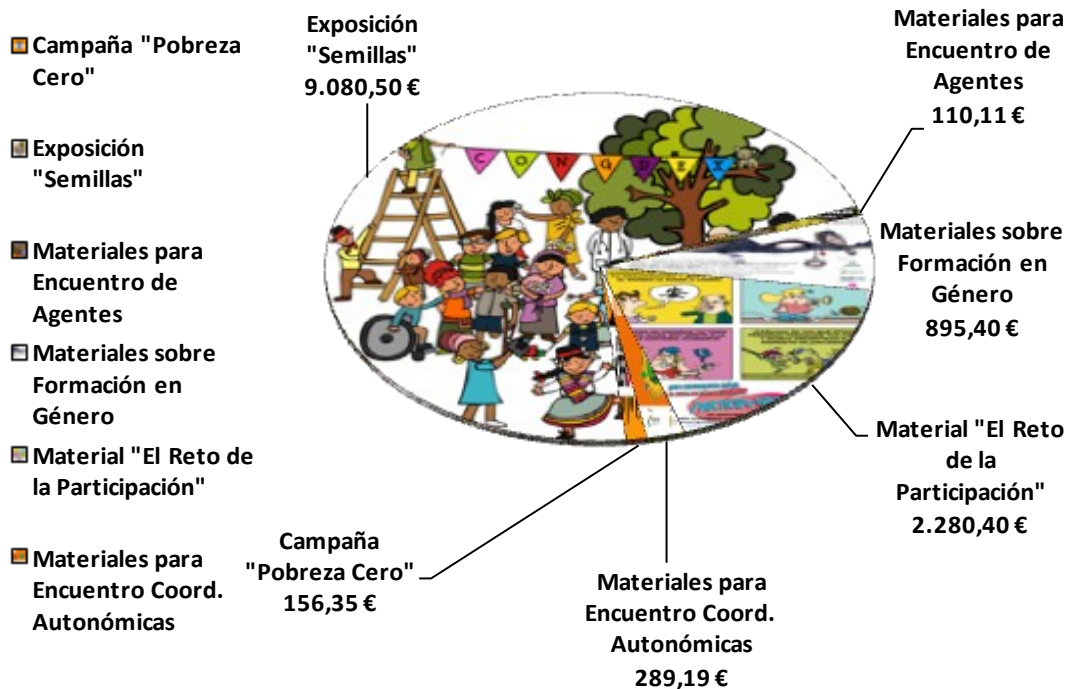 Campaña "Pobreza
Cero"
Exposición
"Semillas"
Materiales para
Encuentro de
Agentes
Materiales sobre
Formación en
Género
Material "El Reto de
la Participación"
Materiales para
Encuentro Coord.
Autonómicas
Exposición
"Semillas"
9.080,50 €
Materiales para
Encuentro de
Agentes
110,11 €
Materiales sobre
Formación en
Género
895,40 €
Material "El Reto
de la
Participación"
2.280,40 €
Materiales para
Encuentro Coord.
Autonómicas
289,19 €
Campaña
"Pobreza Cero"
156,35 €
CONGDEX